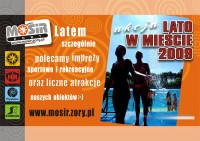 MOSiR
Latem
szczególnie
polecamy imprezy
sportowe i rekreacyjne
oraz liczne atrakcje
naszych obiektów :-)
www.mosir.zory.pl
akcja LATO
W MIEŚCIE
2009